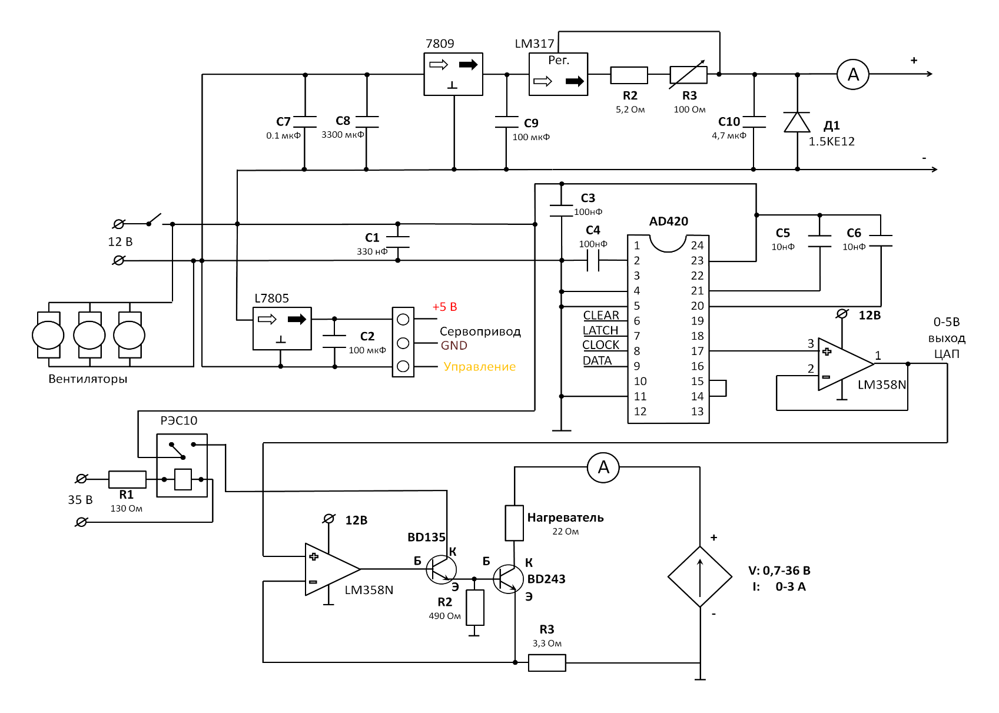 7809
LM317
Рег.
+
A
R2
5,2 Ом
R3
100 Ом
C7
0.1 мкФ
C8
3300 мкФ
C9
100 мкФ
C10
4,7 мкФ
Д1
1.5KE12
-
12 В
C1
330 нФ
C3
100нФ
C4
100нФ
AD420
C5
10нФ
C6
10нФ
1
2
3
4
5
6
7
8
9
10
11
12
24
23
22
21
20
19
18
17
16
15
14
13
CLEAR
LATCH
CLOCK
DATA
L7805
C2
100 мкФ
+5 В
Сервопривод
GND
Управление
Вентиляторы
12В
0-5В
выход
ЦАП
3
2
1
LM358N
РЭС10
35 В
R1
130 Ом
12В
LM358N
BD135
Б
К
Э
R2
490 Ом
A
Нагреватель
22 Ом
Б
К
BD243
Э
R3
3,3 Ом
+
V: 0,7-36 В
I: 0-3 А
-